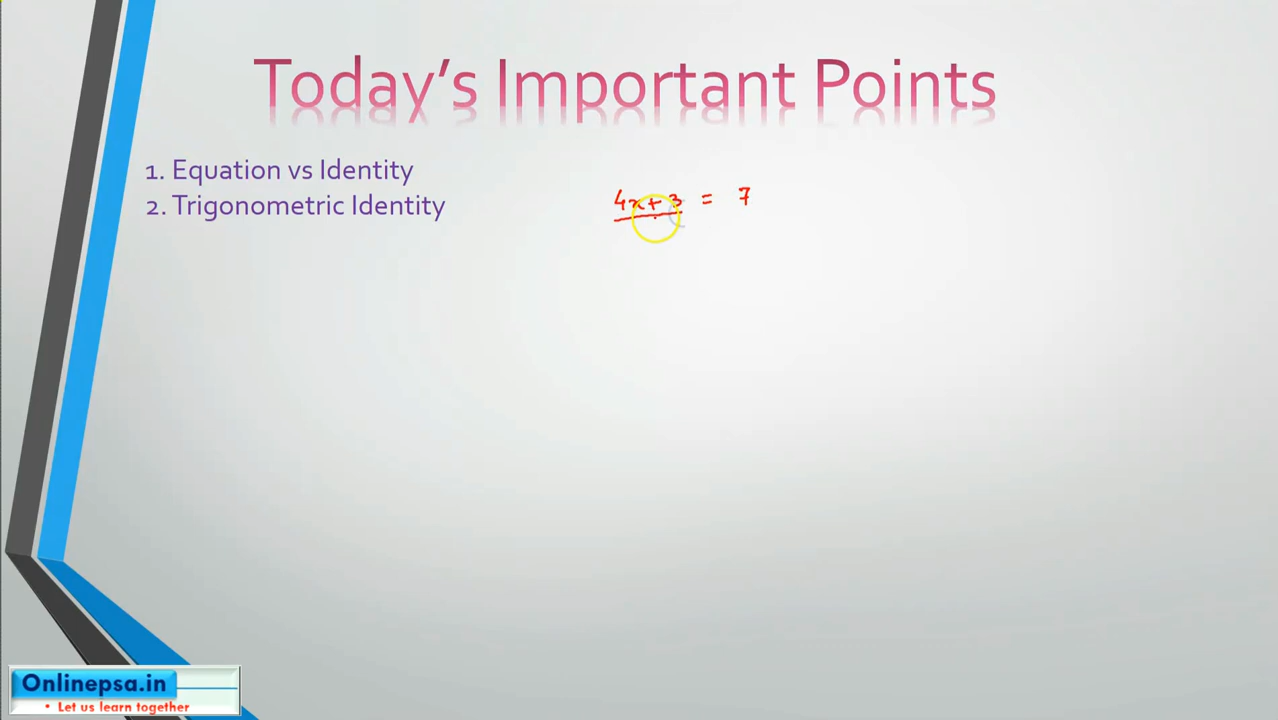 Today's Important Points
1. Equation vs Identity
2. Trigonometric Identity
4x+3 = 7
Onlinepsa.in
• Let us learn together